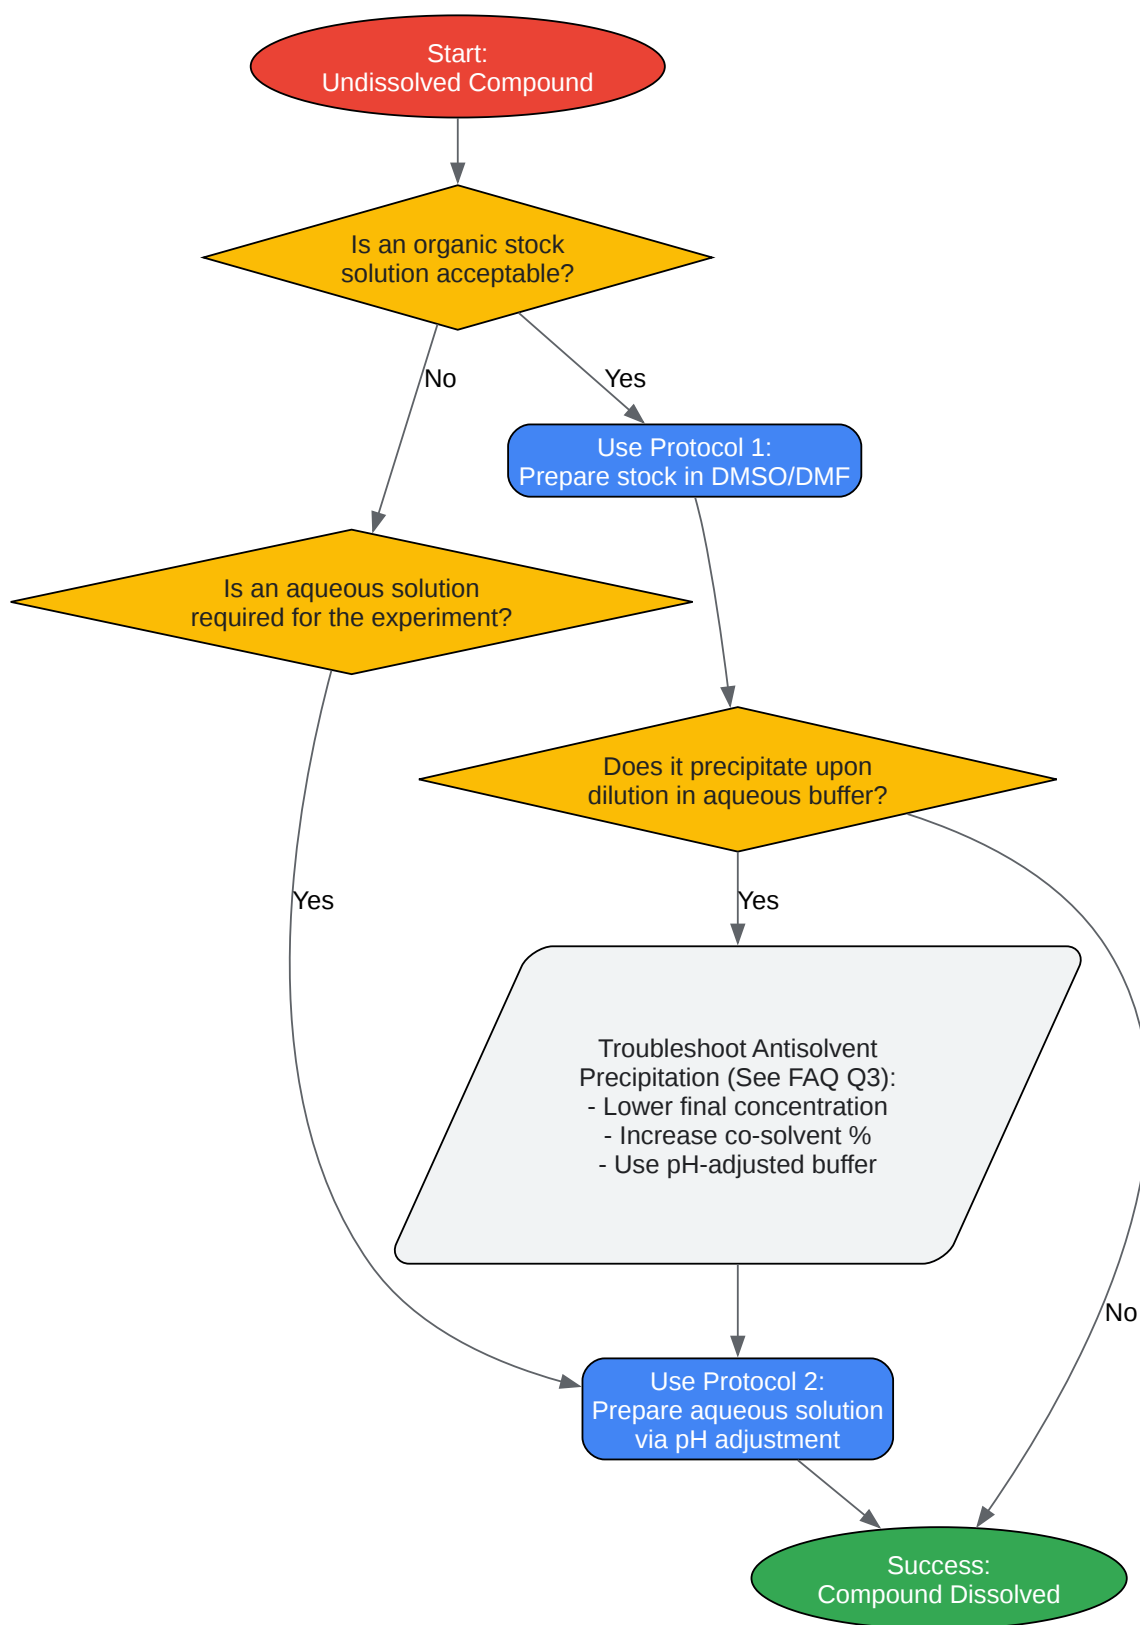 Start:
Undissolved Compound
Is an organic stock
solution acceptable?
No
Yes
Use Protocol 1:
Prepare stock in DMSO/DMF
Is an aqueous solution
required for the experiment?
Does it precipitate upon
dilution in aqueous buffer?
Yes
Yes
Troubleshoot Antisolvent
Precipitation (See FAQ Q3):
- Lower final concentration
- Increase co-solvent %
- Use pH-adjusted buffer
No
Use Protocol 2:
Prepare aqueous solution
via pH adjustment
Success:
Compound Dissolved